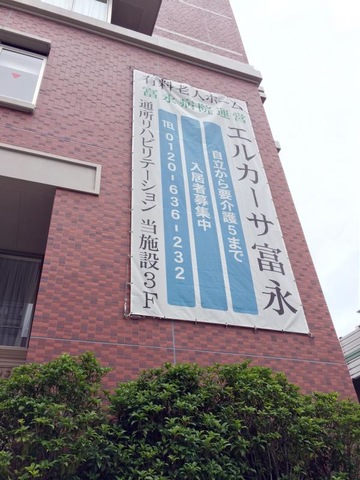 有料老人ホーム
富永病院運営
エルカーサ富永
自立から要介護5まで
入居者募集中
TEL 0120-636-232
通所リハビリテーション 当施設3F